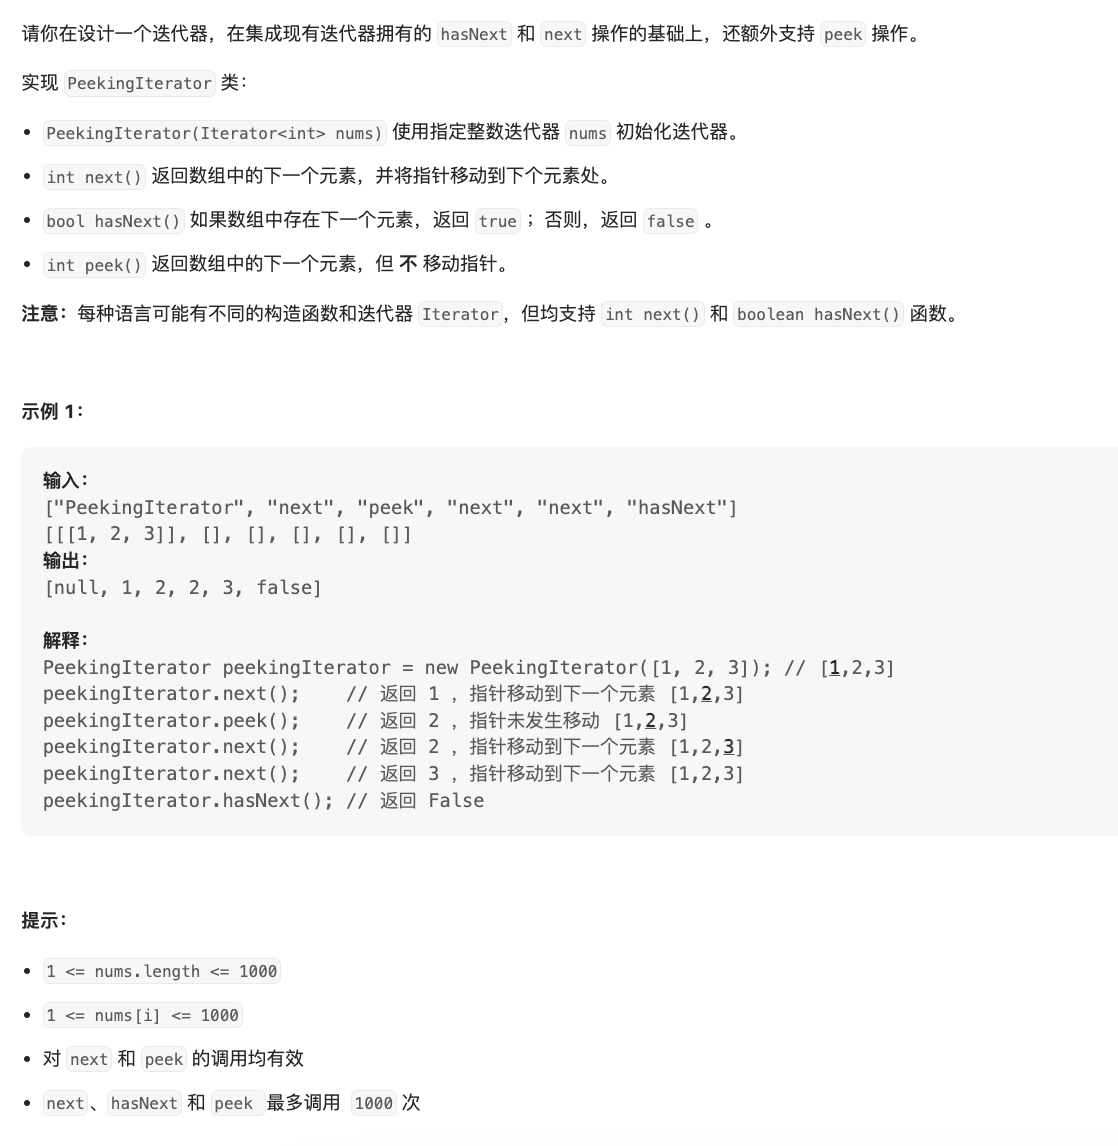 请你在设计一个迭代器，在集成现有迭代器拥有的 hasNext 和 next 操作的基础上，还额外支持 peek 操作。
实现 PeekingIterator 类：
• PeekingIterator(Iterator<int> nums) 使用指定整数迭代器 nums 初始化迭代器。
• int next() 返回数组中的下一个元素，并将指针移动到下个元素处。
• bool hasNext() 如果数组中存在下一个元素，返回 true ；否则，返回 false 。
• int peek() 返回数组中的下一个元素，但 不 移动指针。
注意：每种语言可能有不同的构造函数和迭代器 Iterator，但均支持 int next() 和 boolean hasNext() 函数。
示例 1：
输入：
["PeekingIterator", "next", "peek", "next", "next", "hasNext"]
[[[1, 2, 3]], [], [], [], [], []]
输出：
[null, 1, 2, 2, 3, false]
解释：
PeekingIterator peekingIterator = new PeekingIterator([1, 2, 3]); // [1,2,3]
peekingIterator.next();    // 返回 1 ，指针移动到下一个元素 [1,2,3]
peekingIterator.peek();    // 返回 2 ，指针未发生移动 [1,2,3]
peekingIterator.next();    // 返回 2 ，指针移动到下一个元素 [1,2,3]
peekingIterator.next();    // 返回 3 ，指针移动到下一个元素 [1,2,3]
peekingIterator.hasNext(); // 返回 False
提示：
• 1 <= nums.length <= 1000
• 1 <= nums[i] <= 1000
• 对 next 和 peek 的调用均有效
• next、hasNext 和 peek 最多调用 1000 次